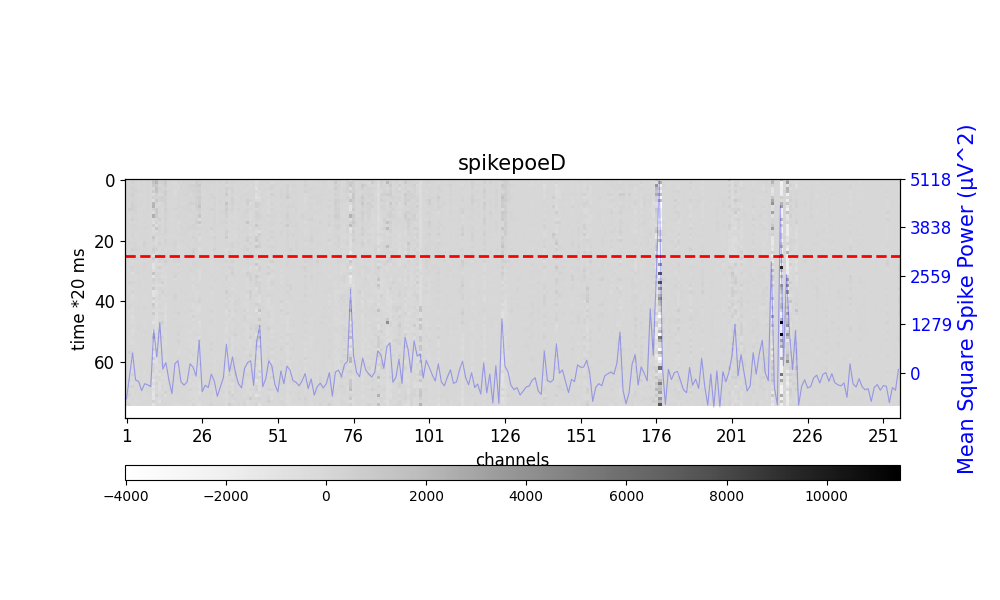 spikepoeD
0
20
40
60
time *20 ms
5118
3838
2559
1279
0
Mean Square Spike Power (µV^2)
1 26 51 76 101 126 151 176 201 226 251
channels
−4000 −2000 0 2000 4000 6000 8000 10000